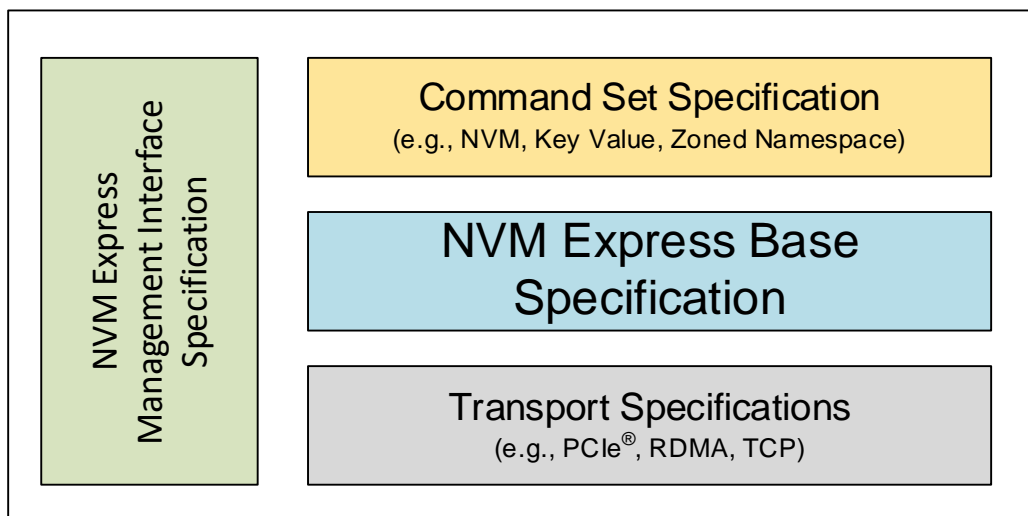 NVM Express
Management Interface
Specification
Command Set Specification
(e.g., NVM, Key Value, Zoned Namespace)
NVM Express Base
Specification
Transport Specifications
(e.g., PCIe®, RDMA, TCP)